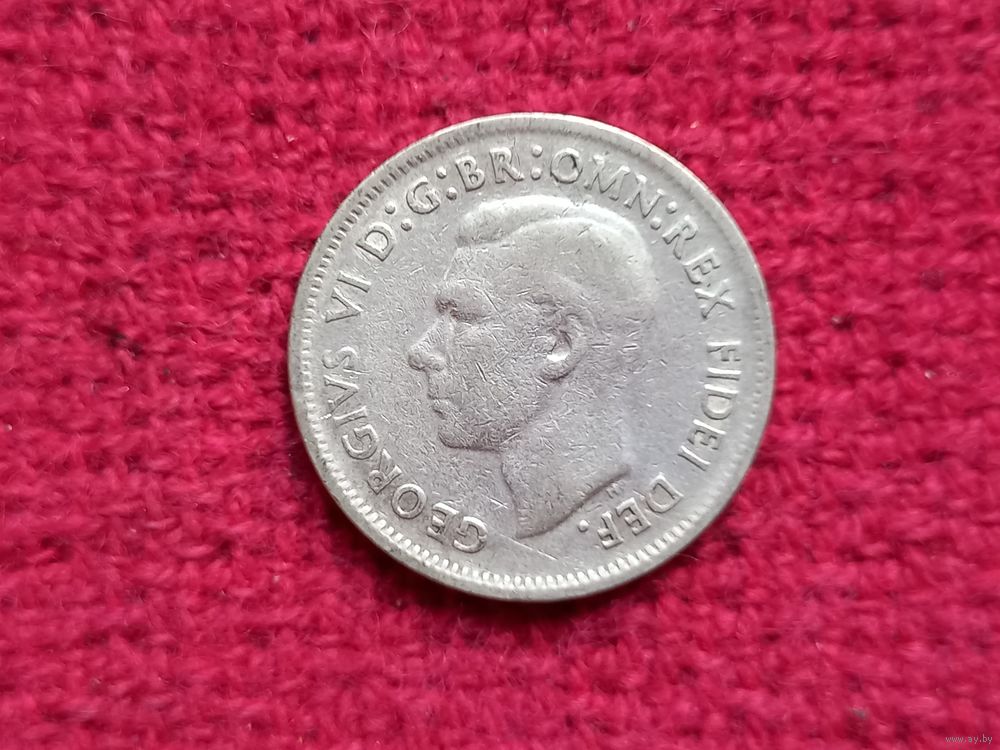 GEORGIVS VI D:G:BR:OMN:REX FIDEI DEF.
www.ay.by